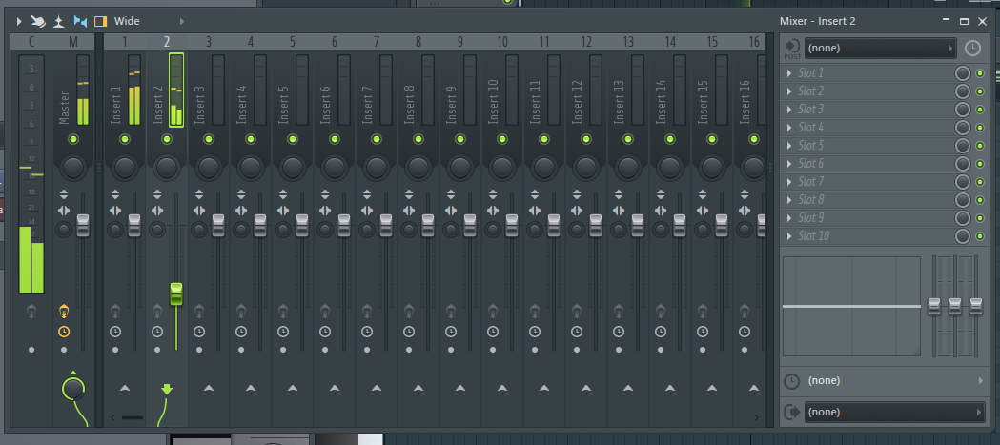 Wide
Mixer - Insert 2
C M 1 2 3 4 5 6 7 8 9 10 11 12 13 14 15 16
Master
Insert 1
Insert 2
Insert 3
Insert 4
Insert 5
Insert 6
Insert 7
Insert 8
Insert 9
Insert 10
Insert 11
Insert 12
Insert 13
Insert 14
Insert 15
Insert 16
3
0
3
6
9
12
18
21
24
POST
(none)
Slot 1
Slot 2
Slot 3
Slot 4
Slot 5
Slot 6
Slot 7
Slot 8
Slot 9
Slot 10
(none)
(none)